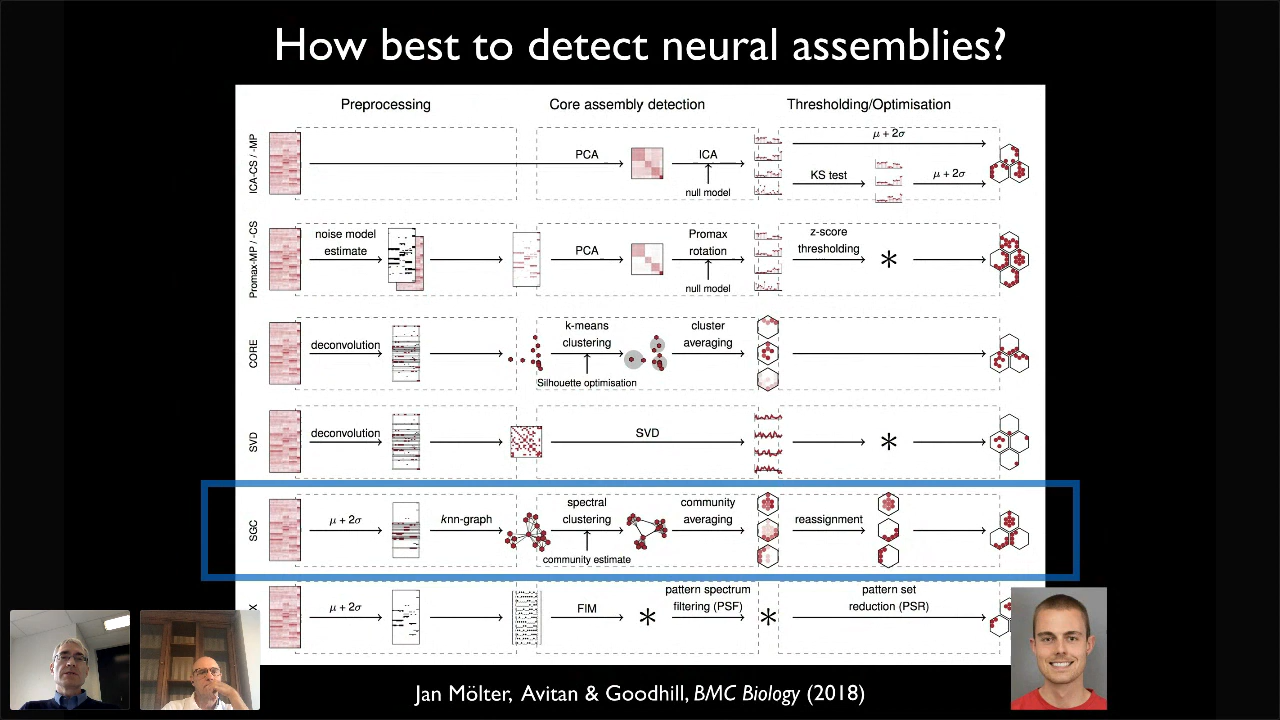 How best to detect neural assemblies?
Preprocessing
Core assembly detection
Thresholding/Optimisation
ICA-CS / -MP
PCA
ICA
null model
μ + 2σ
KS test
μ + 2σ
Promax-MP / -CS
noise model
estimate
PCA
Promax
rotation
null model
z-score
thresholding
*
CORE
deconvolution
k-means
clustering
Silhouette optimisation
cluster
averaging
SVD
deconvolution
SVD
*
SGC
μ + 2σ
knn-graph
spectral
clustering
community estimate
community
averaging
reassignment
X
μ + 2σ
FIM
*
pattern spectrum
filtering (PSF)
*
pattern set
reduction (PSR)
Jan Mölter, Avitan & Goodhill, BMC Biology (2018)